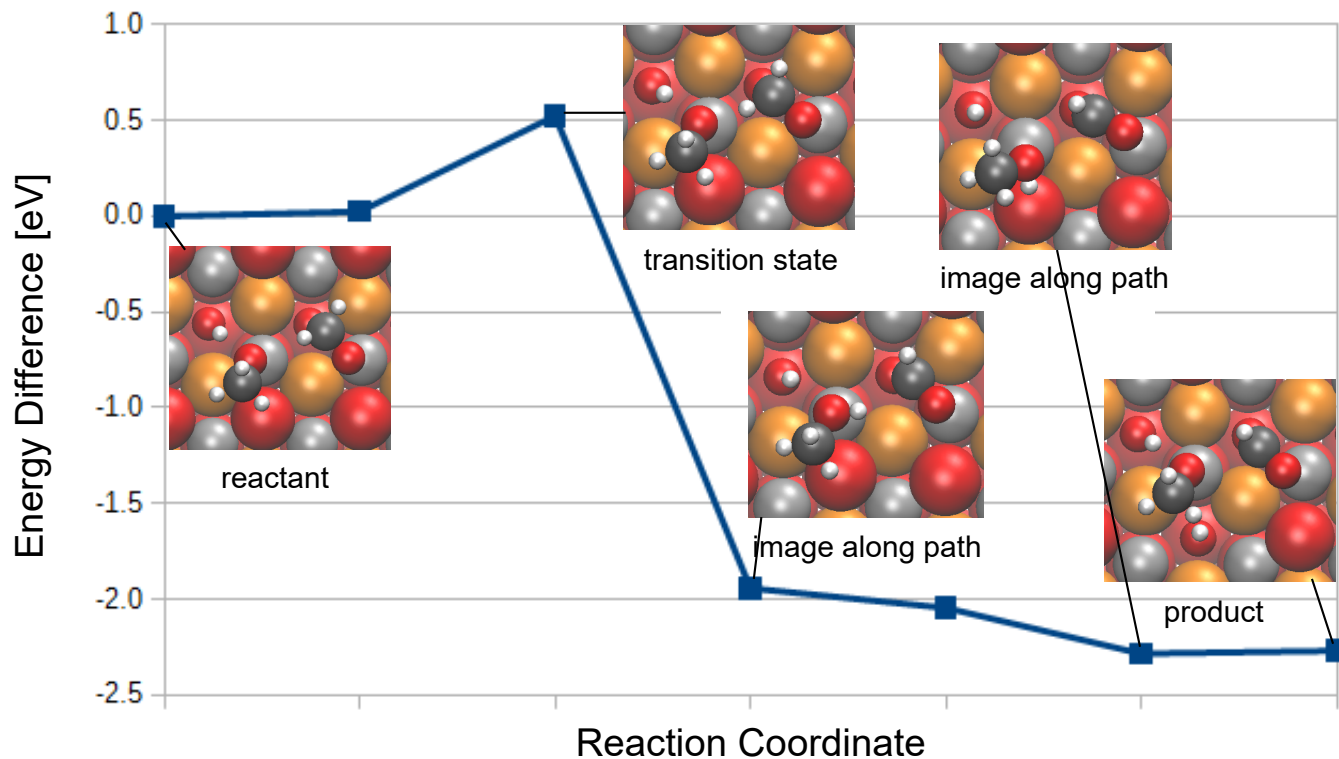 1.0
0.5
0.0
-0.5
-1.0
-1.5
-2.0
-2.5
Energy Difference [eV]
transition state
image along path
reactant
image along path
product
Reaction Coordinate